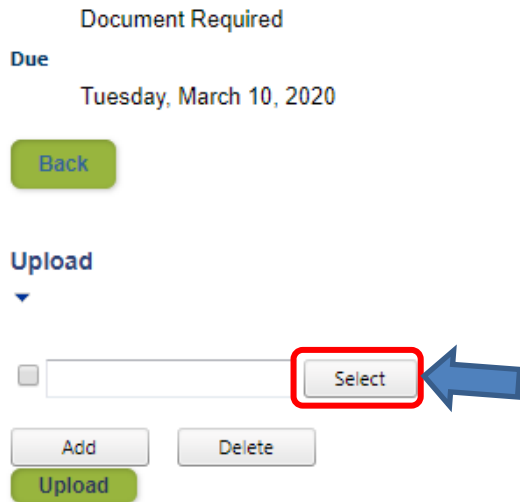 Document Required
Due
Tuesday, March 10, 2020
Back
Upload
Select
Add Delete
Upload